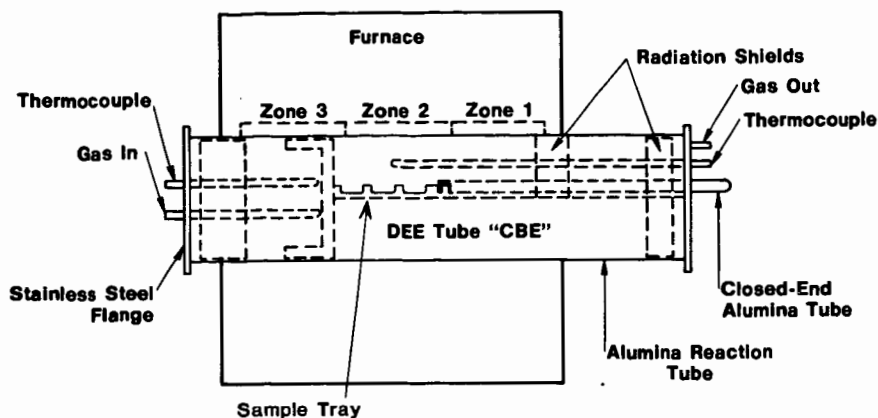 Furnace
Radiation Shields
Gas Out
Thermocouple
Zone 3
Zone 2
Zone 1
Thermocouple
Gas In
DEE Tube "CBE"
Stainless Steel
Flange
Closed-End
Alumina Tube
Alumina Reaction
Tube
Sample Tray